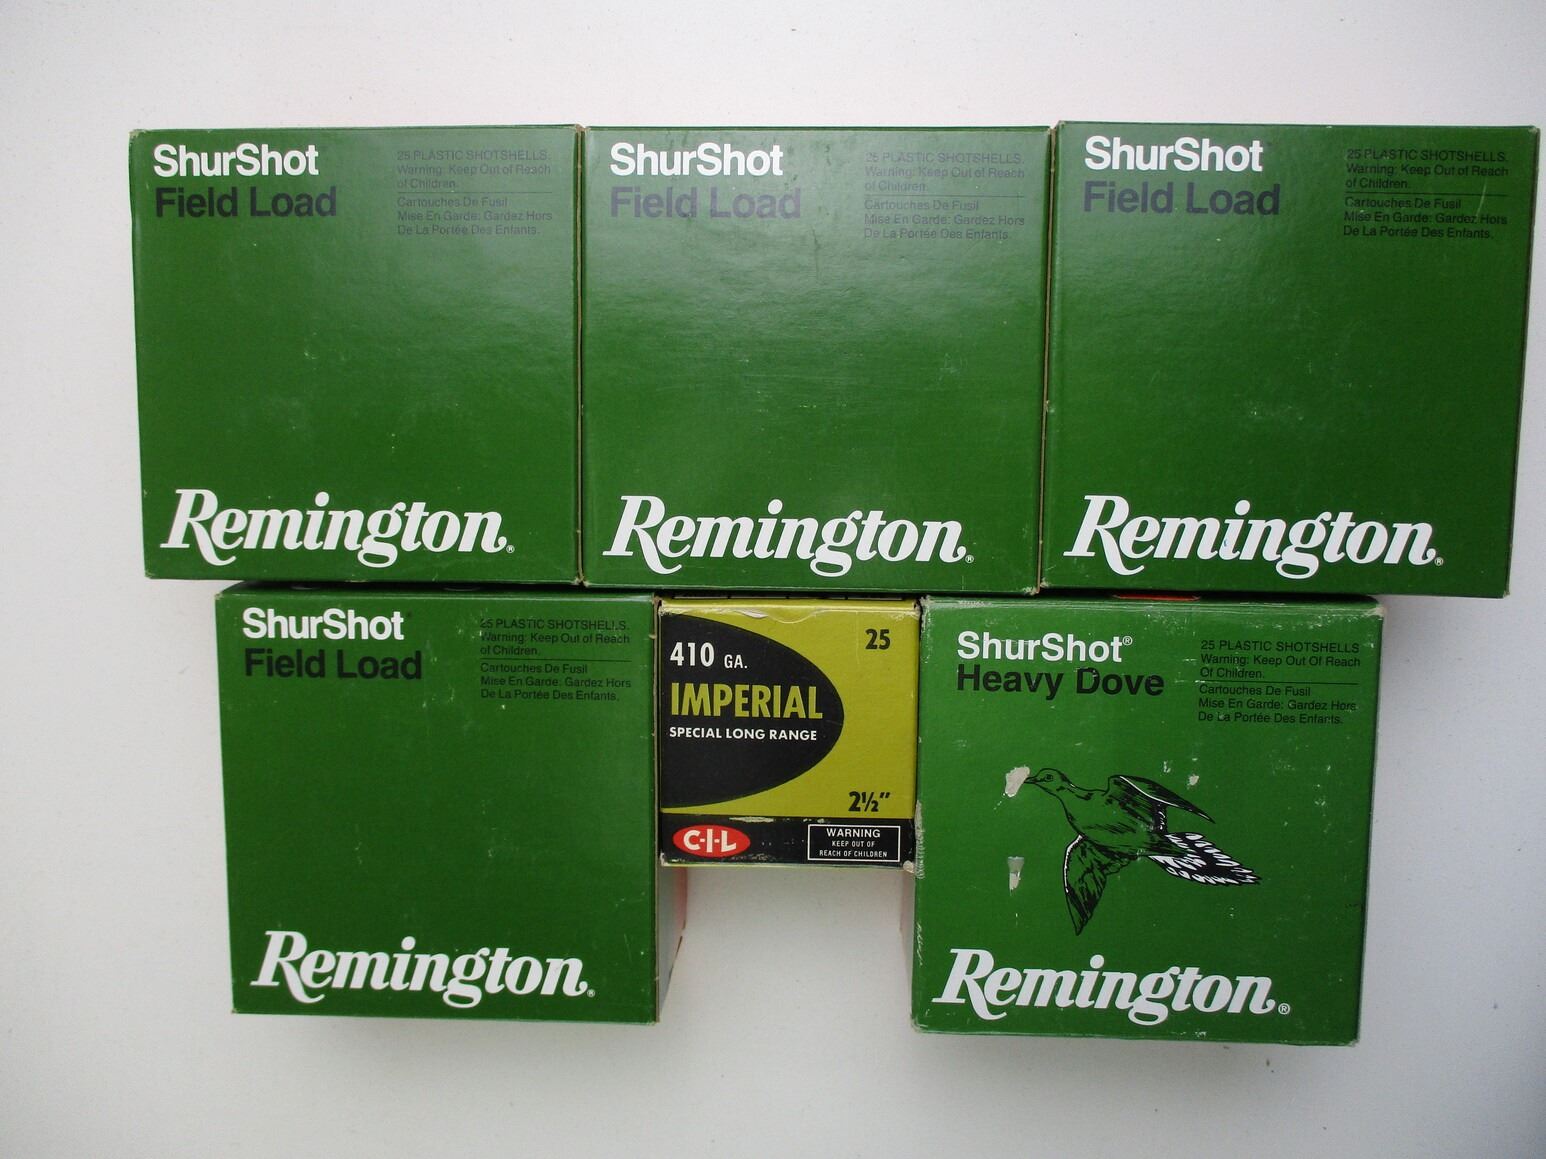 ShurShot
Field Load
25 PLASTIC SHOTSHELLS.
Warning: Keep Out of Reach
of Children.
Cartouches De Fusil
Mise En Garde: Gardez Hors
De La Portée Des Enfants.
Remington®
ShurShot
Field Load
25 PLASTIC SHOTSHELLS.
Warning: Keep Out of Reach
of Children.
Cartouches De Fusil
Mise En Garde: Gardez Hors
De La Portée Des Enfants.
Remington®
ShurShot
Field Load
25 PLASTIC SHOTSHELLS.
Warning: Keep Out of Reach
of Children.
Cartouches De Fusil
Mise En Garde: Gardez Hors
De La Portée Des Enfants.
Remington®
ShurShot®
Field Load
25 PLASTIC SHOTSHELLS.
Warning: Keep Out of Reach
of Children.
Cartouches De Fusil
Mise En Garde: Gardez Hors
De La Portée Des Enfants.
Remington®
410 GA.
25
IMPERIAL
SPECIAL LONG RANGE
2½"
C-I-L
WARNING
KEEP OUT OF
REACH OF CHILDREN
ShurShot®
Heavy Dove
25 PLASTIC SHOTSHELLS
Warning: Keep Out Of Reach
Of Children.
Cartouches De Fusil
Mise En Garde: Gardez Hors
De La Portée Des Enfants.
Remington®